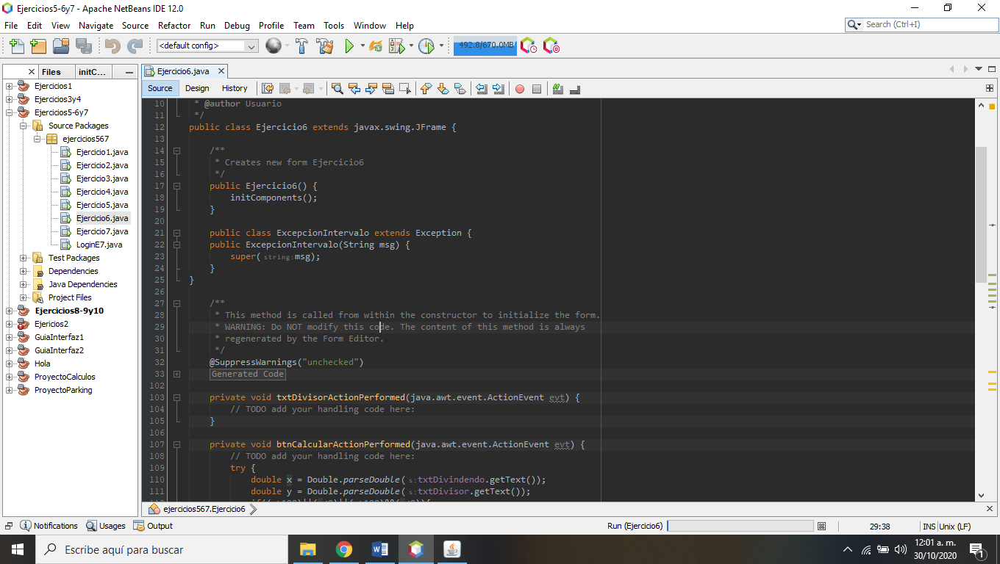 Ejercicios5-6y7 - Apache NetBeans IDE 12.0
File Edit View Navigate Source Refactor Run Debug Profile Team Tools Window Help
Search (Ctrl+I)
<default config>
492.8/670.0MB
Files
initC...
Ejercicio6.java
Source Design History
Ejercicios1
Ejercicios3y4
Ejercicios5-6y7
Source Packages
ejercicios567
Ejercicio1.java
Ejercicio2.java
Ejercicio3.java
Ejercicio4.java
Ejercicio5.java
Ejercicio6.java
Ejercicio7.java
LoginE7.java
Test Packages
Dependencies
Java Dependencies
Project Files
Ejercicios8-9y10
Ejericios2
GuiaInterfaz1
GuiaInterfaz2
Hola
ProyectoCalculos
ProyectoParking
10 * @author Usuario
11 */
12 public class Ejercicio6 extends javax.swing.JFrame {
13
14 /**
15 * Creates new form Ejercicio6
16 */
17 public Ejercicio6() {
18 initComponents();
19 }
20
21 public class ExcepcionIntervalo extends Exception {
22 public ExcepcionIntervalo(String msg) {
23 super( string: msg);
24 }
25 }
26
27 /**
28 * This method is called from within the constructor to initialize the form.
29 * WARNING: Do NOT modify this code. The content of this method is always
30 * regenerated by the Form Editor.
31 */
32 @SuppressWarnings("unchecked")
33 Generated Code
102
103 private void txtDivisorActionPerformed(java.awt.event.ActionEvent evt) {
104 // TODO add your handling code here:
105 }
106
107 private void btnCalcularActionPerformed(java.awt.event.ActionEvent evt) {
108 // TODO add your handling code here:
109 try {
110 double x = Double.parseDouble( s: txtDivindendo.getText());
111 double y = Double.parseDouble( s: txtDivisor.getText());
ejercicios567.Ejercicio6
Notifications Usages Output
Run (Ejercicio6)
29:38
INS Unix (LF)
Escribe aquí para buscar
12:01 a. m.
30/10/2020
1